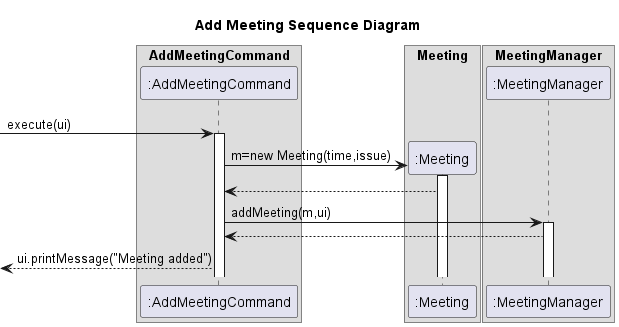 Add Meeting Sequence Diagram
AddMeetingCommand
Meeting
MeetingManager
:AddMeetingCommand
:MeetingManager
execute(ui)
m=new Meeting(time,issue)
:Meeting
addMeeting(m,ui)
ui.printMessage("Meeting added")
:AddMeetingCommand
:Meeting
:MeetingManager